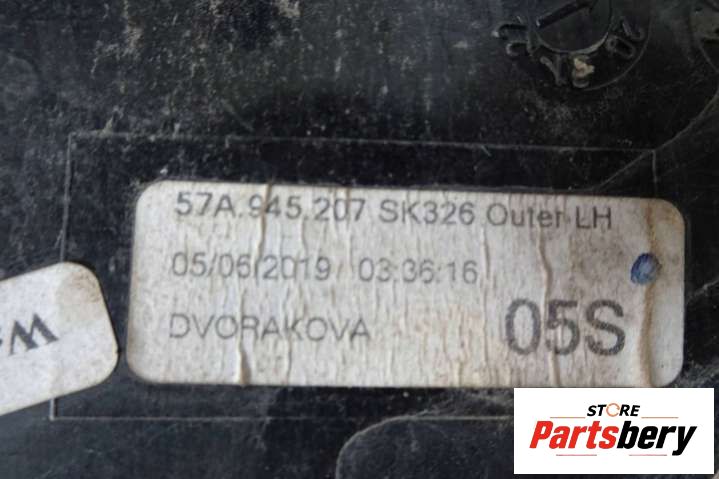 57A.945.207 SK326 Outer LH
05/06/2019 03:36:16
DVORAKOVA 05S
STORE
Partsbery